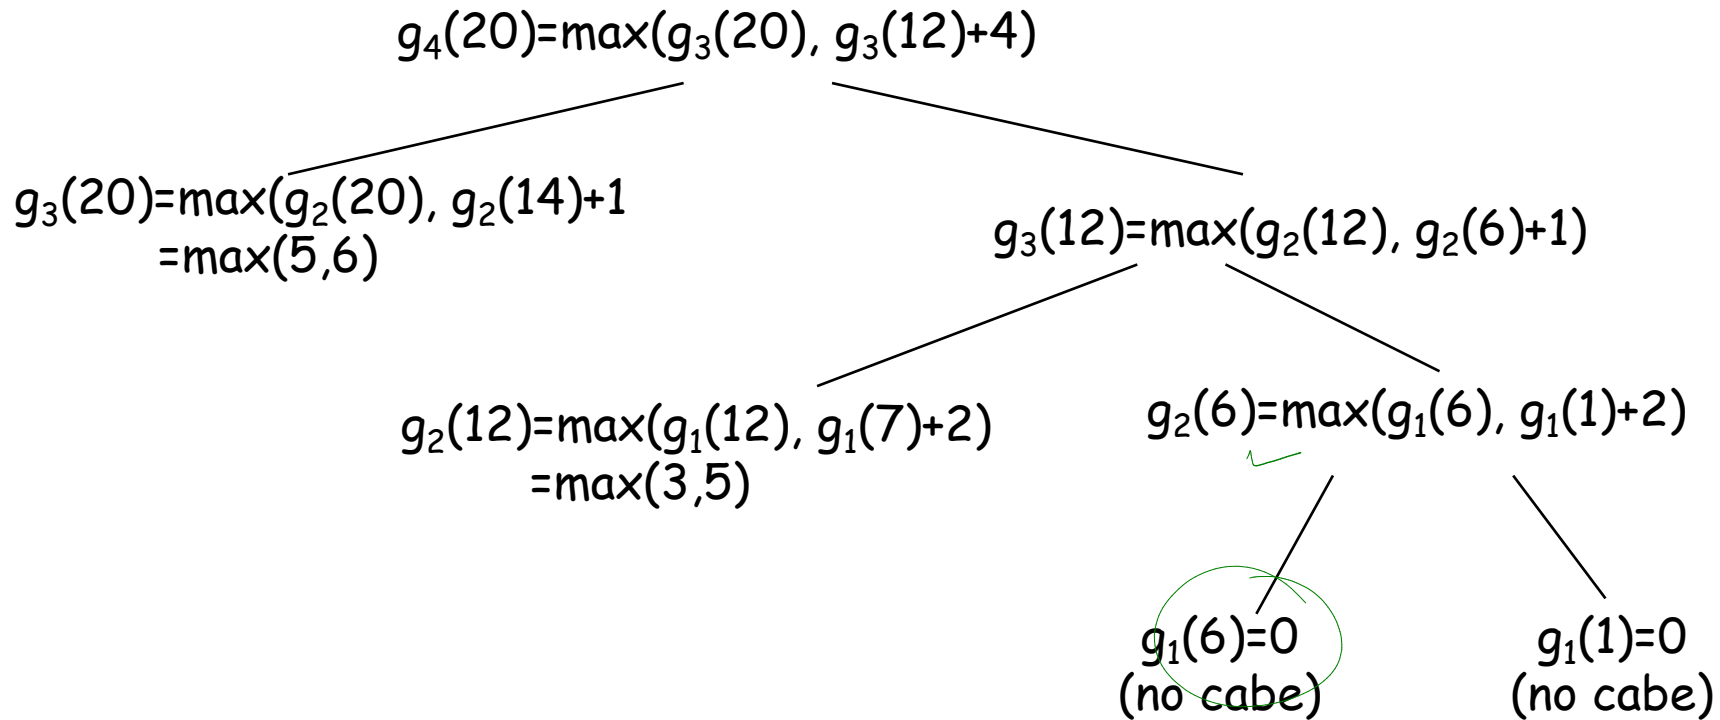 g₄(20)=max(g₃(20), g₃(12)+4)
g₃(20)=max(g₂(20), g₂(14)+1
=max(5,6)
g₃(12)=max(g₂(12), g₂(6)+1)
g₂(12)=max(g₁(12), g₁(7)+2)
=max(3,5)
g₂(6)=max(g₁(6), g₁(1)+2)
g₁(6)=0
(no cabe)
g₁(1)=0
(no cabe)